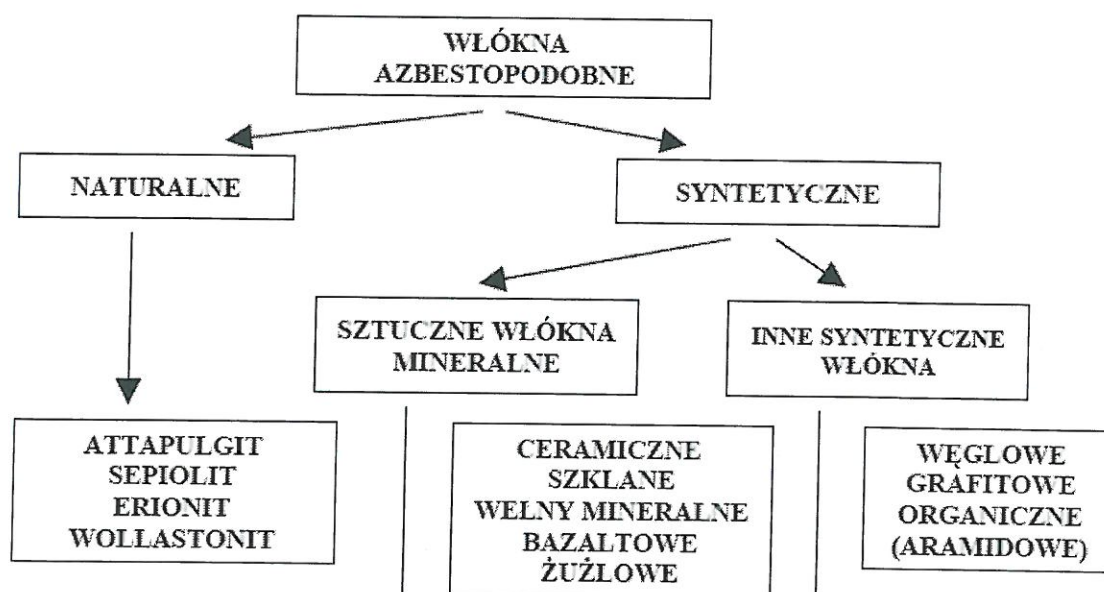 WŁÓKNA
AZBESTOPODOBNE
NATURALNE
SYNTETYCZNE
SZTUCZNE WŁÓKNA
MINERALNE
INNE SYNTETYCZNE
WŁÓKNA
ATTAPULGIT
SEPIOLIT
ERIONIT
WOLLASTONIT
CERAMICZNE
SZKLANE
WEŁNY MINERALNE
BAZALTOWE
ŻUŻLOWE
WĘGLOWE
GRAFITOWE
ORGANICZNE
(ARAMIDOWE)